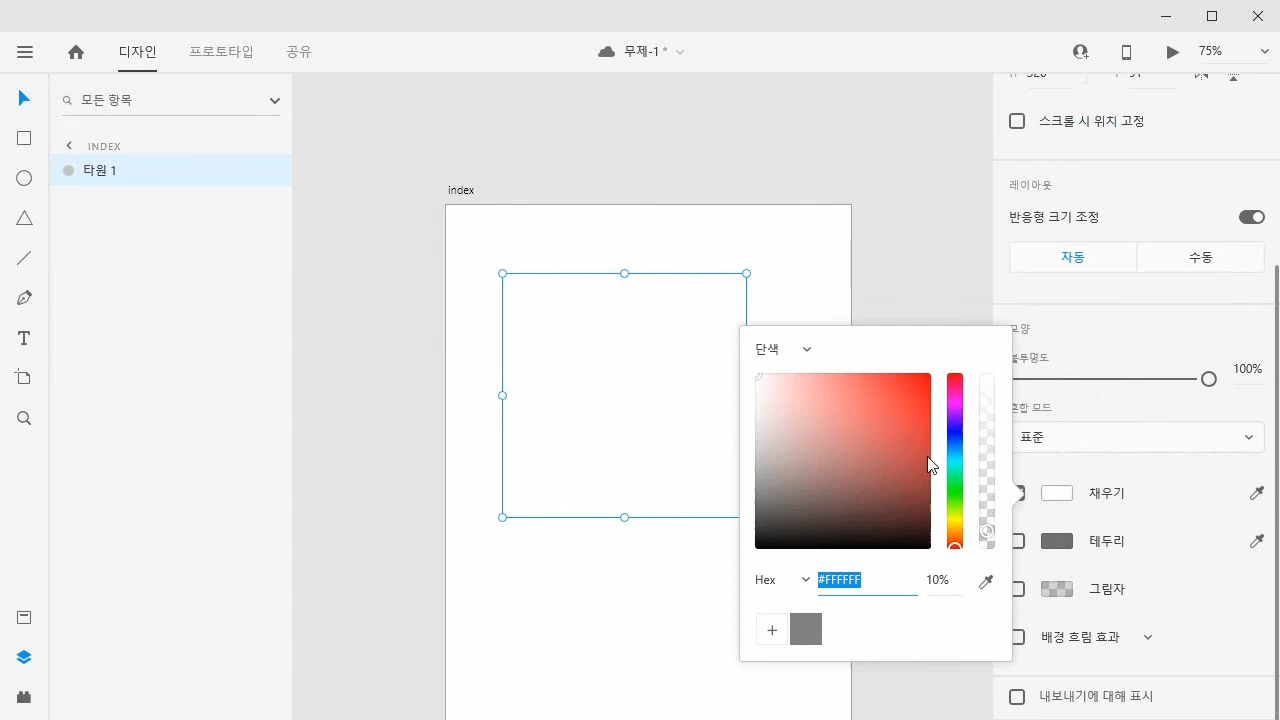 디자인
프로토타입
공유
무제-1 *
75%
모든 항목
INDEX
타원 1
index
스크롤 시 위치 고정
레이아웃
반응형 크기 조정
자동
수동
불투명도
100%
혼합 모드
표준
단색
채우기
테두리
Hex
#FFFFFF
10%
그림자
배경 흐림 효과
내보내기에 대해 표시